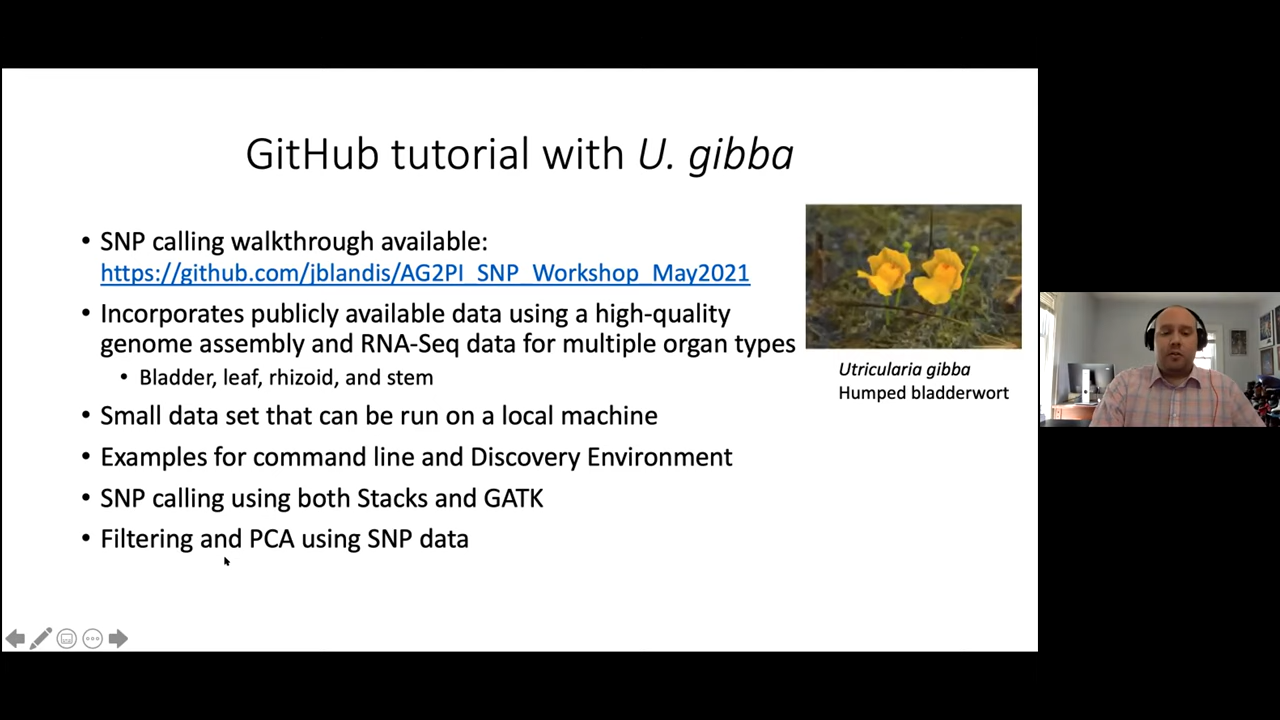 GitHub tutorial with U. gibba
• SNP calling walkthrough available:
https://github.com/jblandis/AG2PI_SNP_Workshop_May2021
• Incorporates publicly available data using a high-quality
genome assembly and RNA-Seq data for multiple organ types
• Bladder, leaf, rhizoid, and stem
• Small data set that can be run on a local machine
• Examples for command line and Discovery Environment
• SNP calling using both Stacks and GATK
• Filtering and PCA using SNP data
Utricularia gibba
Humped bladderwort